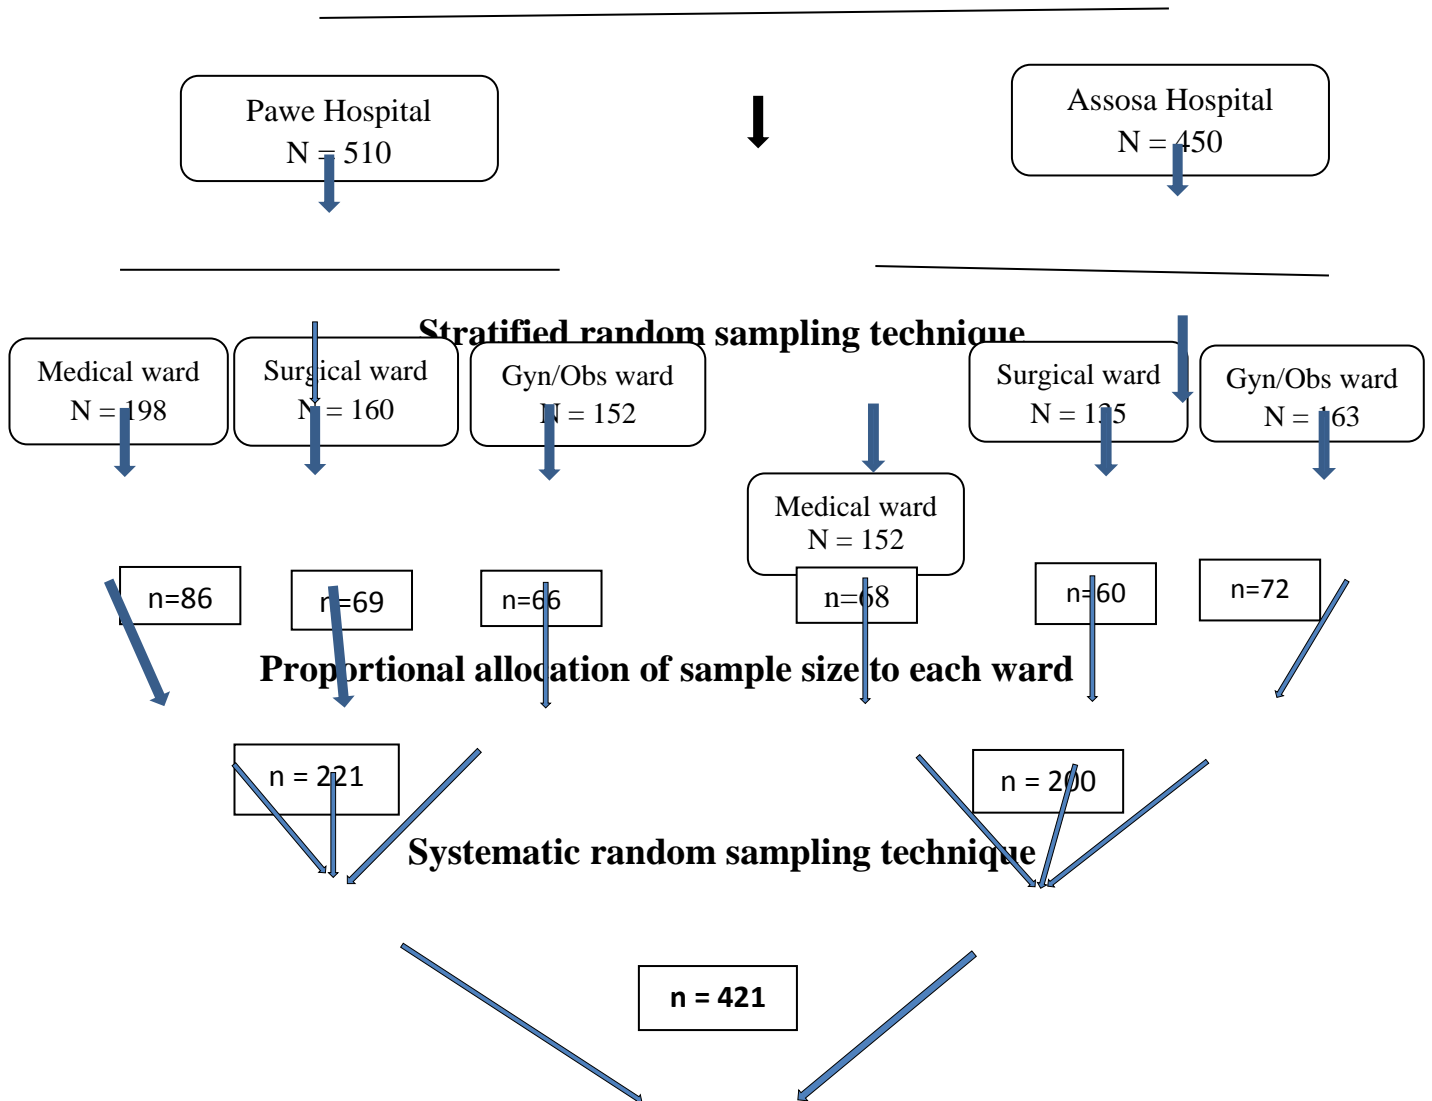 Pawe Hospital
N = 510
Assosa Hospital
N = 450
Stratified random sampling technique
Medical ward
N = 198
Surgical ward
N = 160
Gyn/Obs ward
N = 152
Surgical ward
N = 135
Gyn/Obs ward
N = 163
Medical ward
N = 152
n=86
n=69
n=66
n=68
n=60
n=72
Proportional allocation of sample size to each ward
n = 221
n = 200
Systematic random sampling technique
n = 421